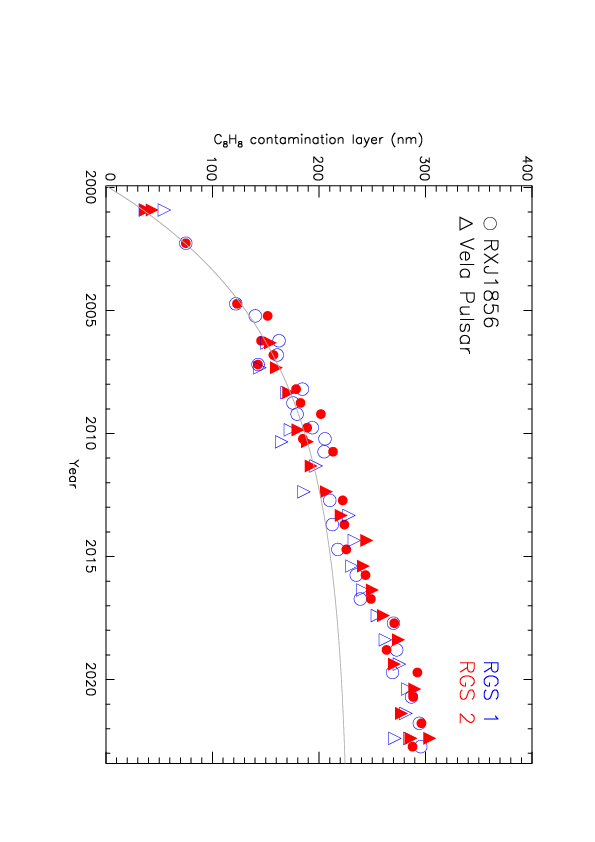 C8H8 contamination layer (nm)
400
300
200
100
0
○ RXJ1856
△ Vela Pulsar
RGS 1
RGS 2
2000 2005 2010 2015 2020
Year